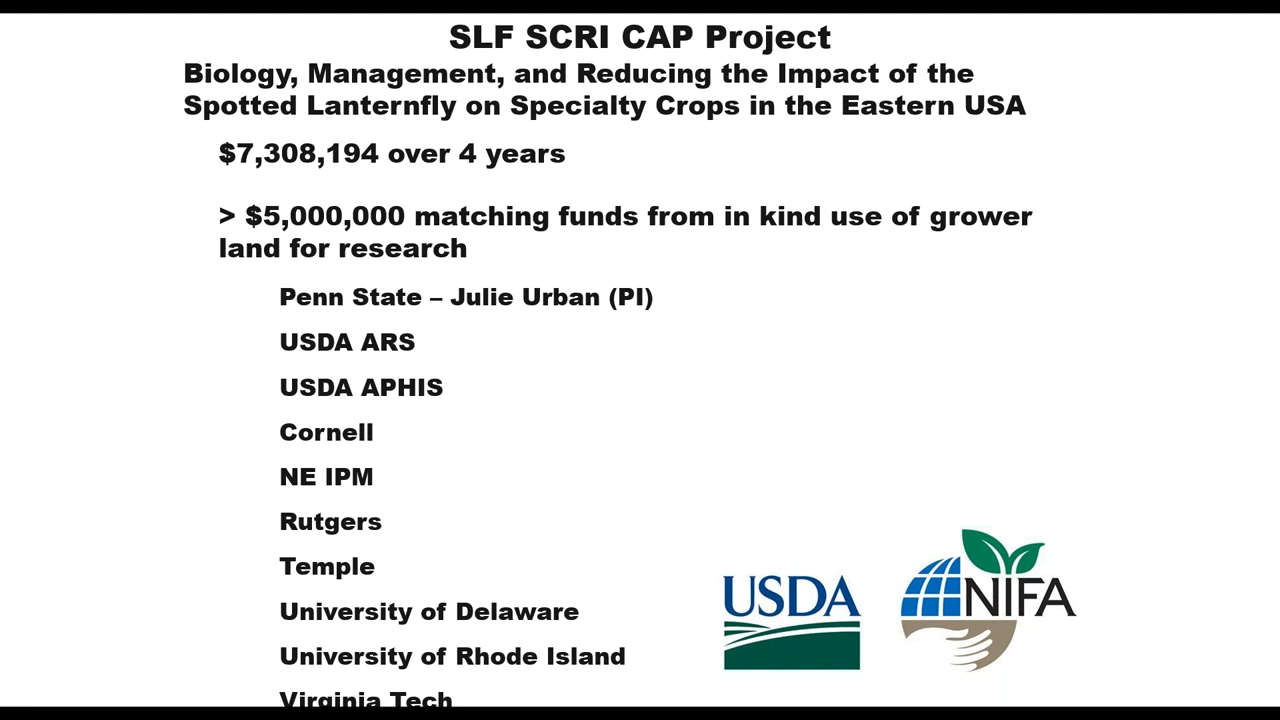 SLF SCRI CAP Project
Biology, Management, and Reducing the Impact of the
Spotted Lanternfly on Specialty Crops in the Eastern USA
$7,308,194 over 4 years
> $5,000,000 matching funds from in kind use of grower
land for research
Penn State – Julie Urban (PI)
USDA ARS
USDA APHIS
Cornell
NE IPM
Rutgers
Temple
University of Delaware
University of Rhode Island
Virginia Tech
USDA
NIFA